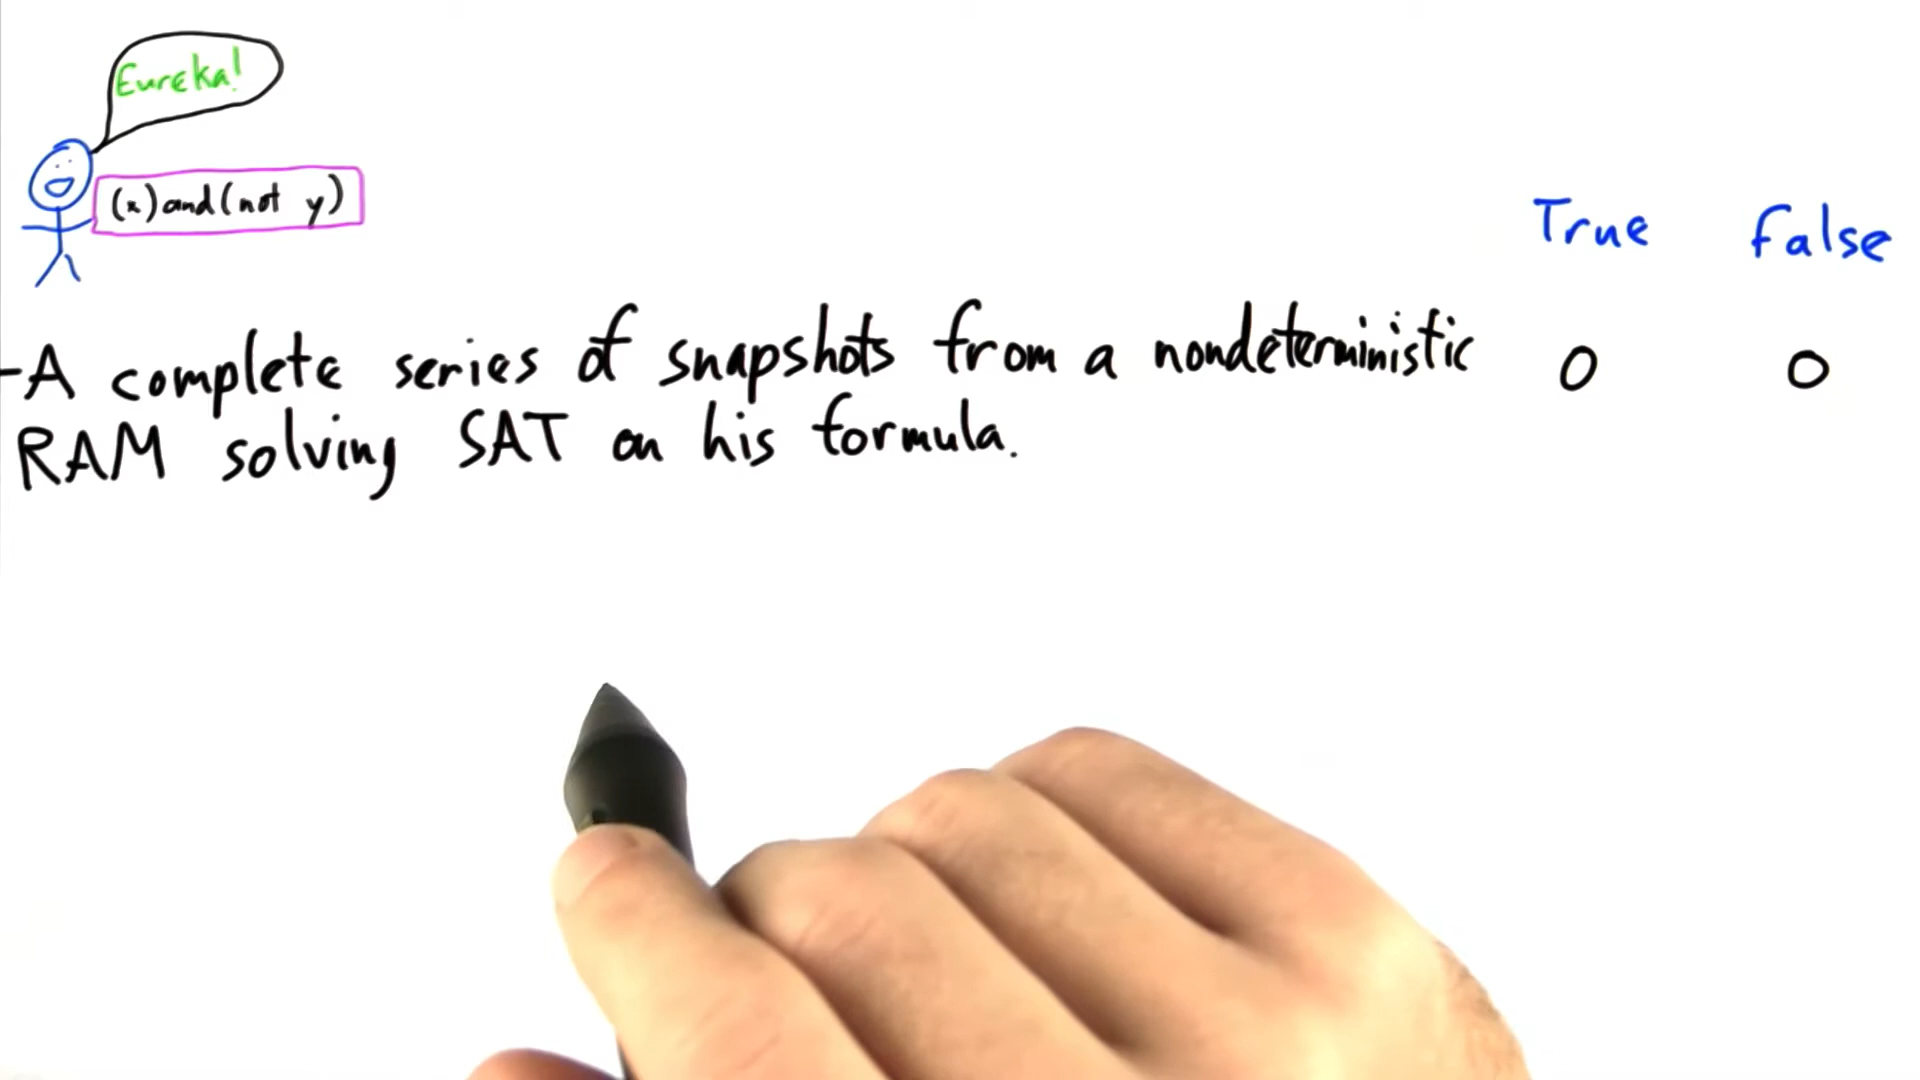 Eureka!
(x) and (not y)
True False
-A complete series of snapshots from a nondeterministic O O
RAM solving SAT on his formula.